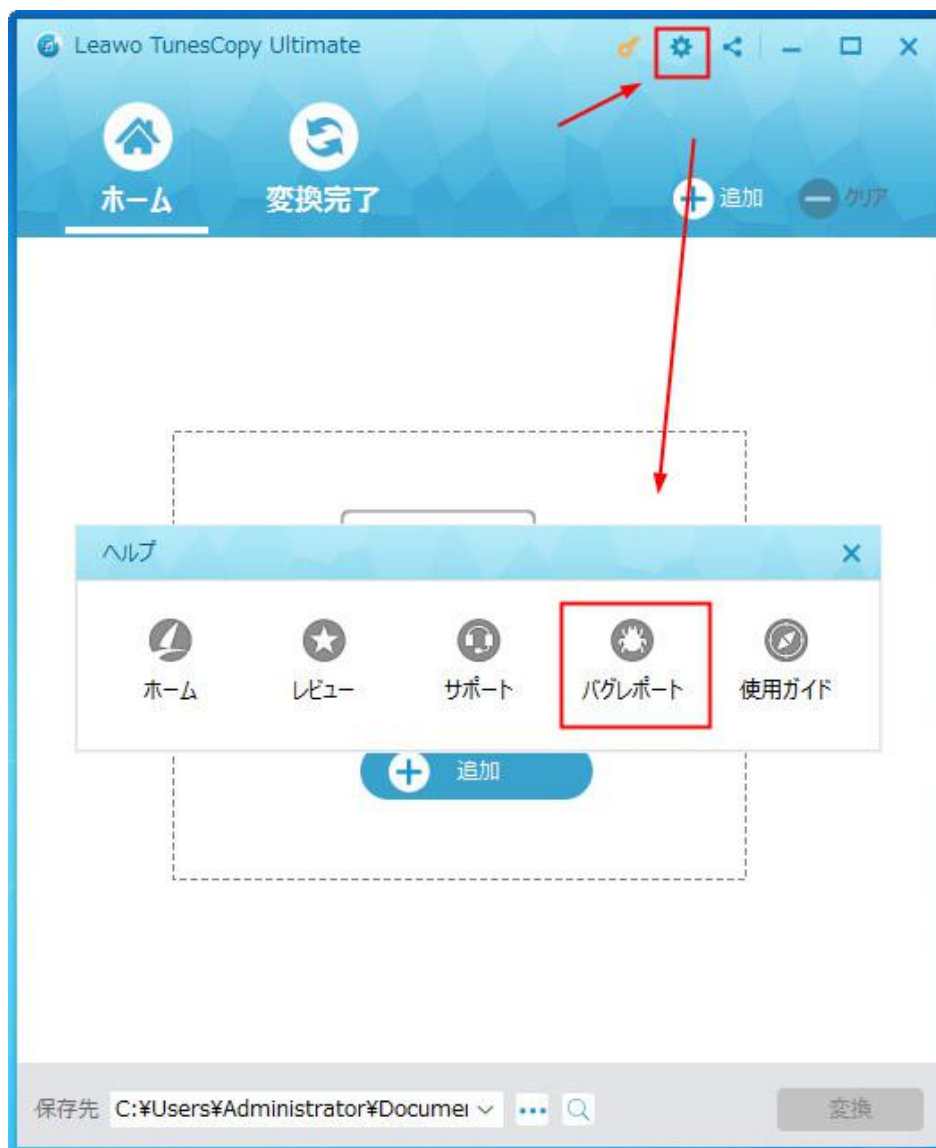 Leawo TunesCopy Ultimate
ホーム
変換完了
追加
クリア
ヘルプ
ホーム
レビュー
サポート
バグレポート
使用ガイド
追加
保存先 C:¥Users¥Administrator¥Documen
変換